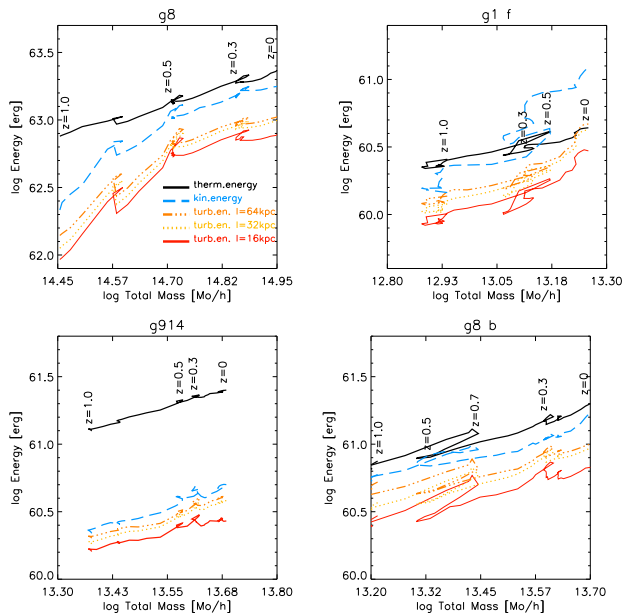 g8
63.5
63.0
62.5
62.0
log Energy [erg]
z=1.0
z=0.5
z=0.3
z=0
therm.energy
kin.energy
turb.en. l=64kpc
turb.en. l=32kpc
turb.en. l=16kpc
14.45 14.57 14.70 14.82 14.95
log Total Mass [Mo/h]
g1 f
61.0
60.5
60.0
log Energy [erg]
z=1.0
z=0.3
z=0.5
z=0
12.80 12.93 13.05 13.18 13.30
log Total Mass [Mo/h]
g914
61.5
61.0
60.5
60.0
log Energy [erg]
z=1.0
z=0.5
z=0.3
z=0
13.30 13.43 13.55 13.68 13.80
log Total Mass [Mo/h]
g8 b
61.5
61.0
60.5
60.0
log Energy [erg]
z=1.0
z=0.5
z=0.7
z=0.3
z=0
13.20 13.32 13.45 13.57 13.70
log Total Mass [Mo/h]